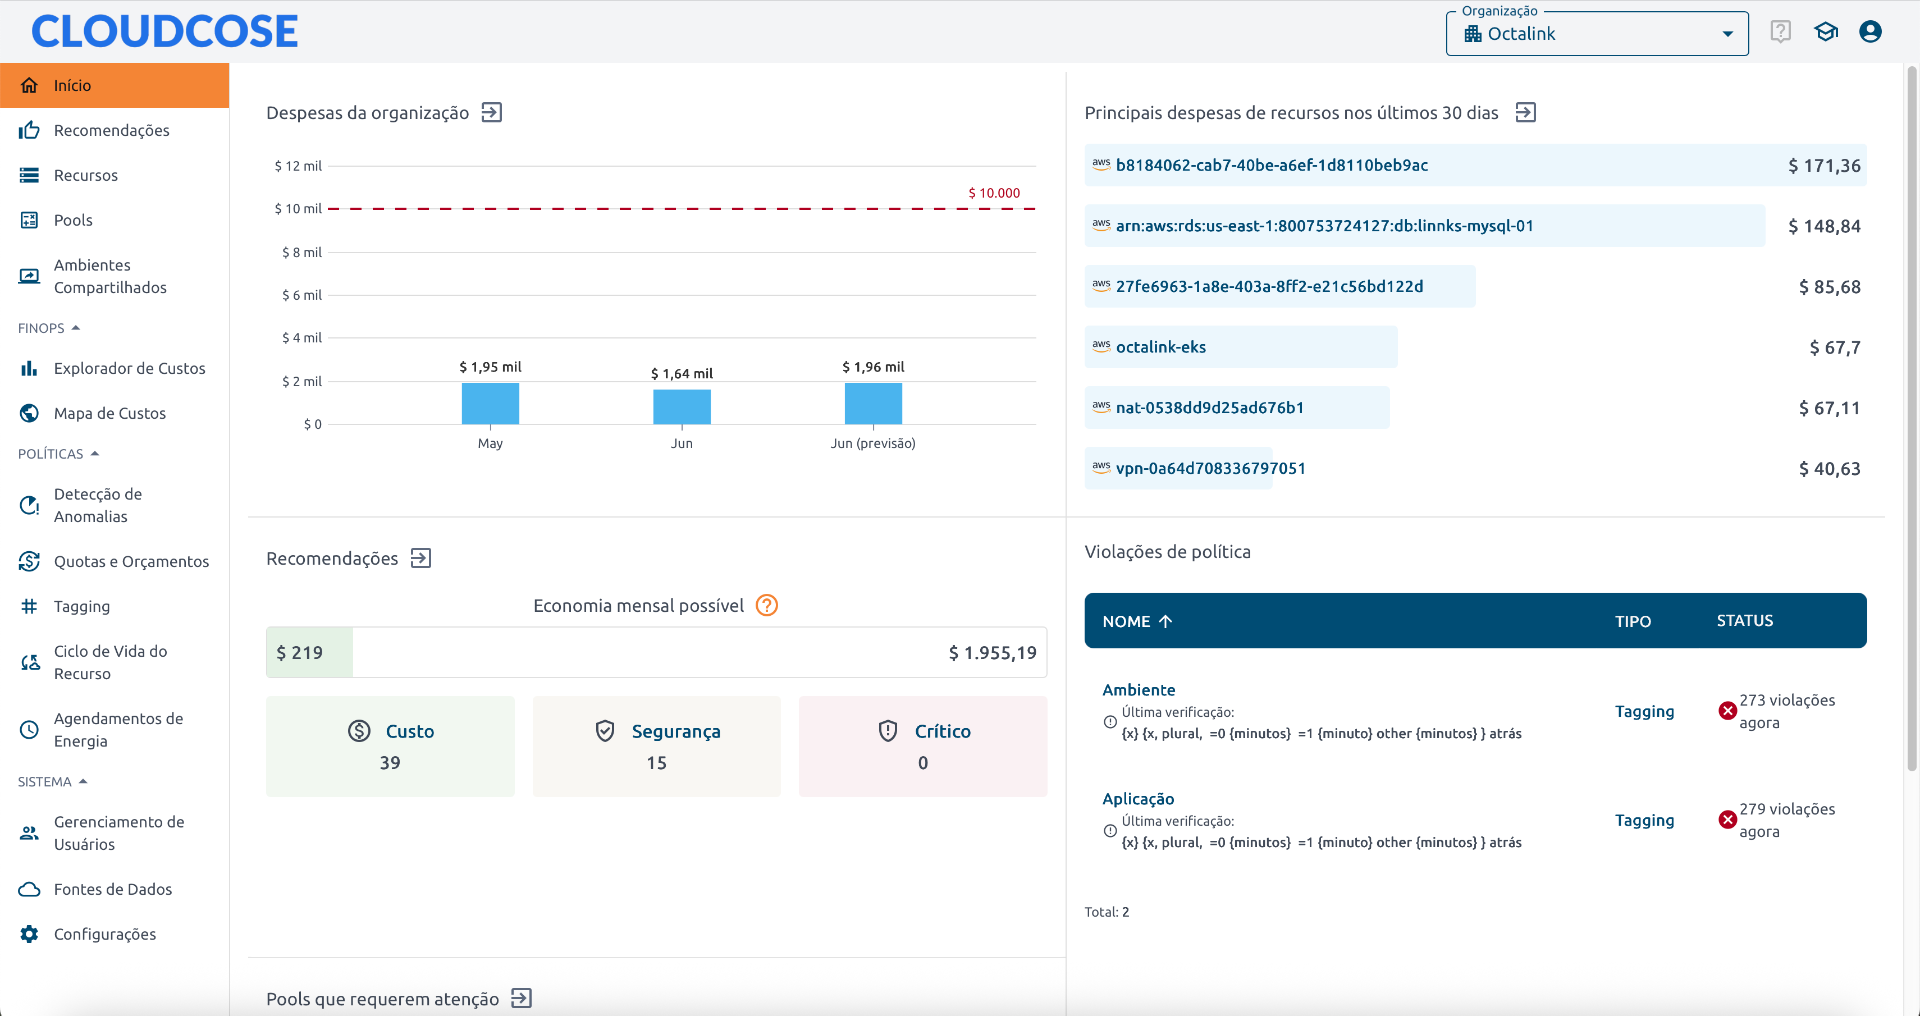 CLOUDCOSE
Organização
Octalink
Início
Recomendações
Recursos
Pools
Ambientes
Compartilhados
FINOPS
Explorador de Custos
Mapa de Custos
POLÍTICAS
Detecção de
Anomalias
Quotas e Orçamentos
Tagging
Ciclo de Vida do
Recurso
Agendamentos de
Energia
SISTEMA
Gerenciamento de
Usuários
Fontes de Dados
Configurações
Despesas da organização
$ 12 mil
$ 10.000
$ 10 mil
$ 8 mil
$ 6 mil
$ 4 mil
$ 1,95 mil
$ 1,64 mil
$ 1,96 mil
$ 2 mil
$ 0
May
Jun
Jun (previsão)
Principais despesas de recursos nos últimos 30 dias
aws b8184062-cab7-40be-a6ef-1d8110beb9ac $ 171,36
aws arn:aws:rds:us-east-1:800753724127:db:linnks-mysql-01 $ 148,84
aws 27fe6963-1a8e-403a-8ff2-e21c56bd122d $ 85,68
aws octalink-eks $ 67,7
aws nat-0538dd9d25ad676b1 $ 67,11
aws vpn-0a64d708336797051 $ 40,63
Recomendações
Economia mensal possível
$ 219 $ 1.955,19
Custo
39
Segurança
15
Crítico
0
Violações de política
NOME TIPO STATUS
Ambiente
Última verificação:
{x} {x, plural, =0 {minutos} =1 {minuto} other {minutos} } atrás
Tagging
273 violações
agora
Aplicação
Última verificação:
{x} {x, plural, =0 {minutos} =1 {minuto} other {minutos} } atrás
Tagging
279 violações
agora
Total: 2
Pools que requerem atenção